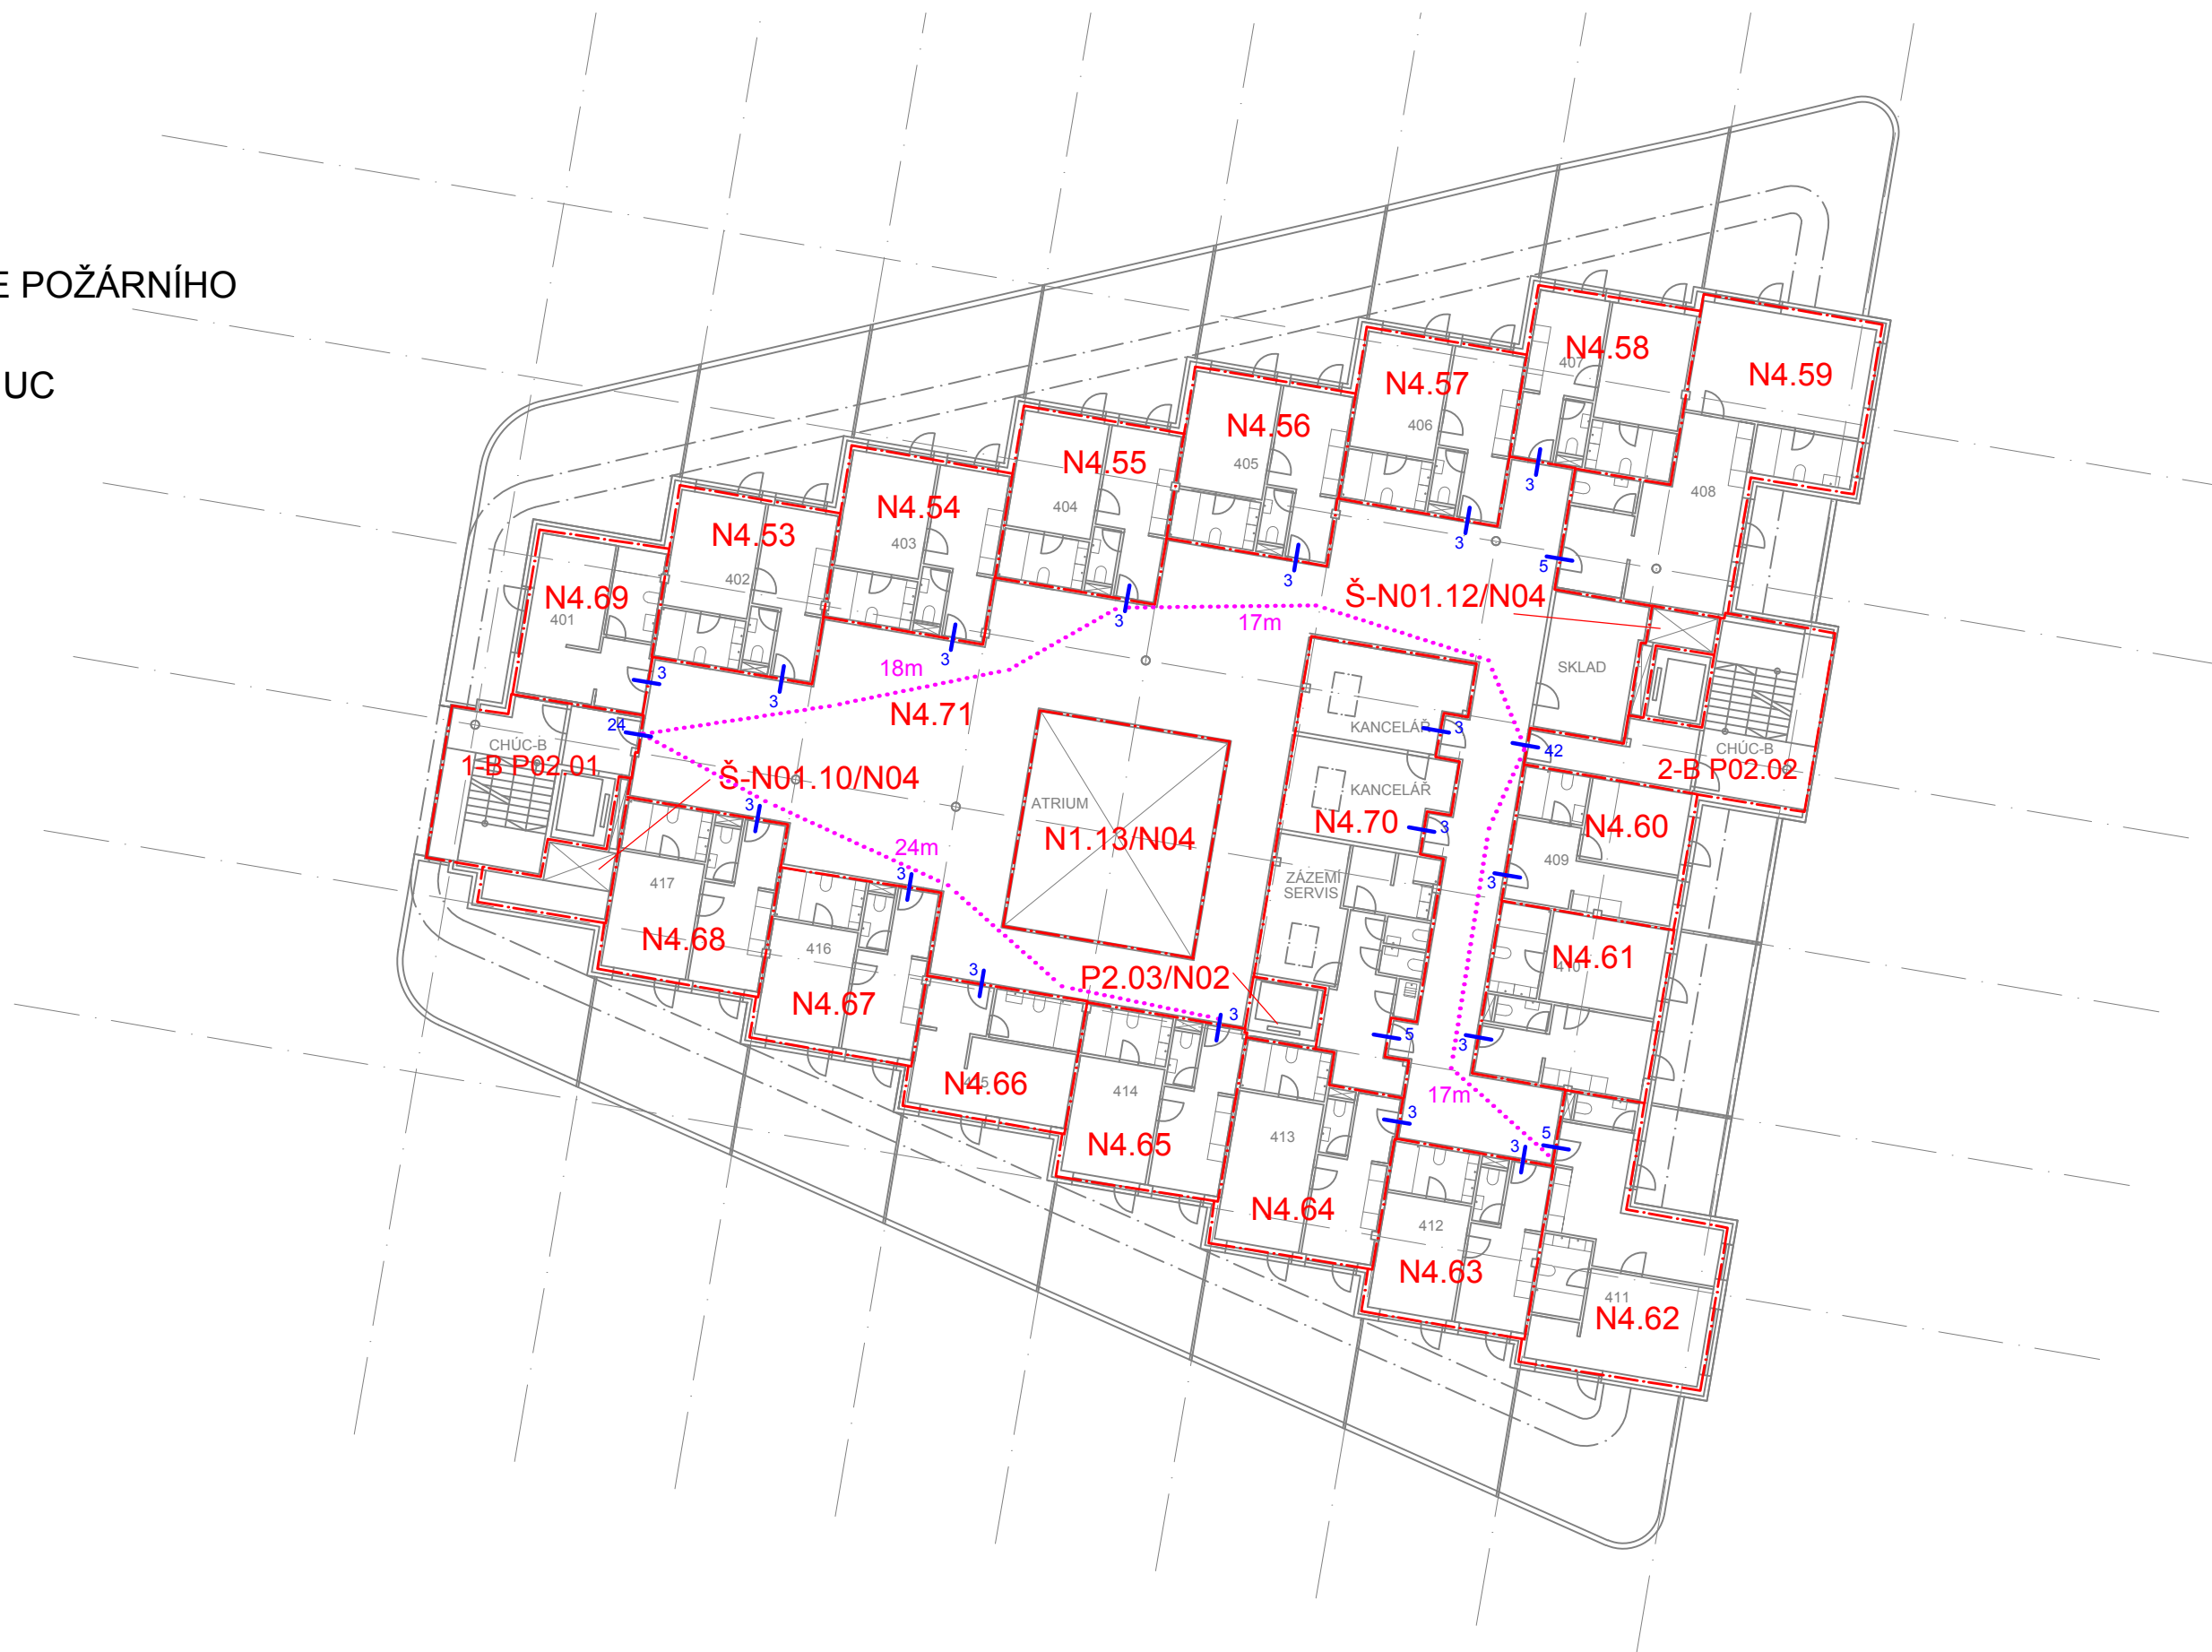 E POŽÁRNÍHO
UC
N4.58
407
N4.59
N4.57
406
N4.56
405
N4.55
404
N4.54
403
N4.53
402
N4.69
401
408
3
3
3
3
3
3
3
5
Š-N01.12/N04
17m
18m
SKLAD
N4.71
24
CHÚC-B
1-B P02.01
Š-N01.10/N04
KANCELÁŘ
3
42
CHÚC-B
2-B P02.02
KANCELÁŘ
ATRIUM
N1.13/N04
N4.70
3
N4.60
409
3
3
24m
3
417
ZÁZEMÍ
SERVIS
N4.68
416
N4.67
3
P2.03/N02
N4.61
3
5
3
N4.66
414
N4.65
17m
3
413
3
5
N4.64
412
N4.63
411
N4.62